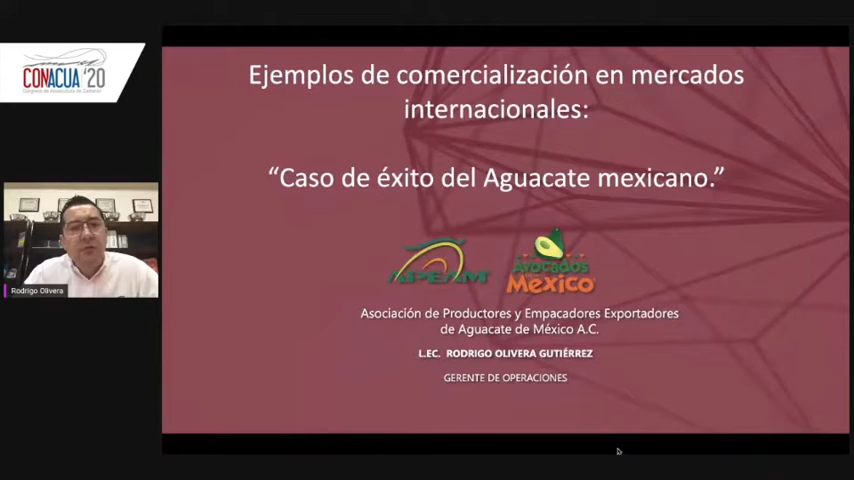 CONACUA '20
Ejemplos de comercialización en mercados
internacionales:
“Caso de éxito del Aguacate mexicano.”
APEAM
Avocados
Mexico
Asociación de Productores y Empacadores Exportadores
de Aguacate de México A.C.
L.EC. RODRIGO OLIVERA GUTIÉRREZ
GERENTE DE OPERACIONES
Rodrigo Olivera